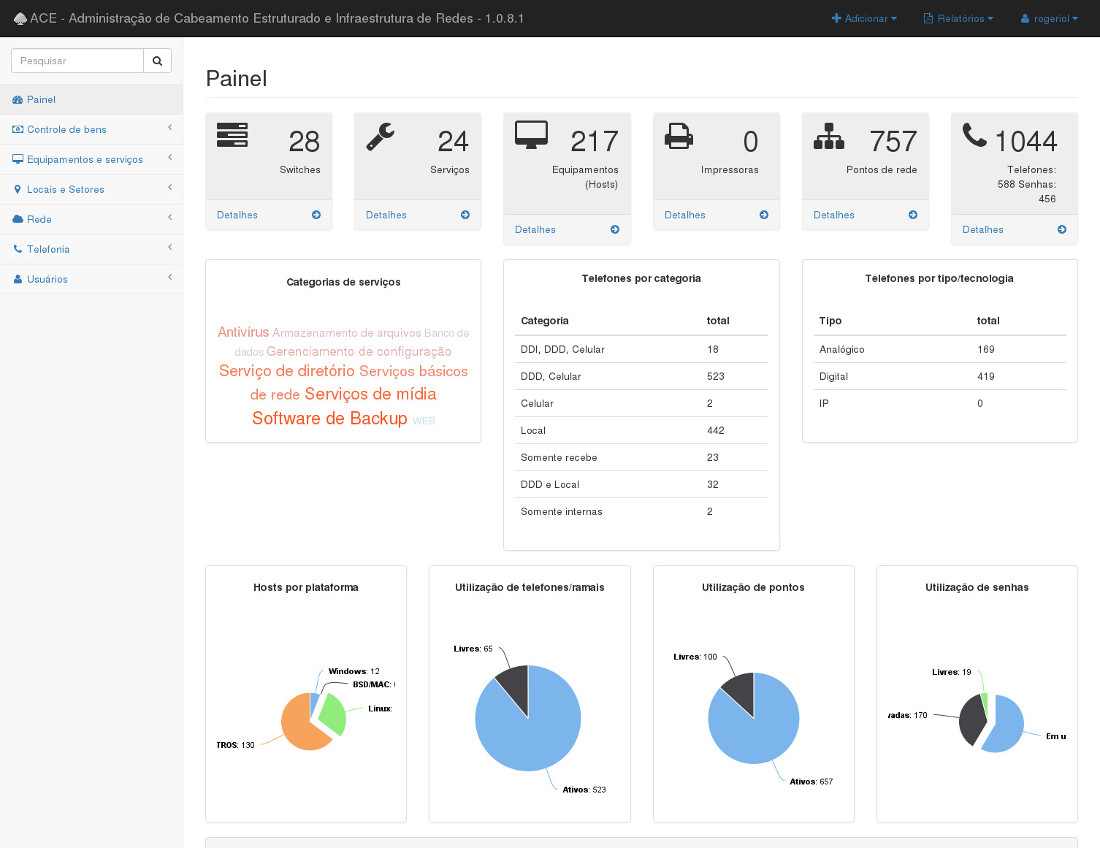 ACE - Administração de Cabeamento Estruturado e Infraestrutura de Redes - 1.0.8.1
Adicionar
Relatórios
rogeriol
Pesquisar
Painel
Controle de bens
Equipamentos e serviços
Locais e Setores
Rede
Telefonia
Usuários
Painel
28
Switches
Detalhes
24
Serviços
Detalhes
217
Equipamentos
(Hosts)
Detalhes
0
Impressoras
Detalhes
757
Pontos de rede
Detalhes
1044
Telefones:
588 Senhas:
456
Detalhes
Categorias de serviços
Antivírus Armazenamento de arquivos Banco de
dados Gerenciamento de configuração
Serviço de diretório Serviços básicos
de rede Serviços de mídia
Software de Backup WEB
Telefones por categoria
Categoria total
DDI, DDD, Celular 18
DDD, Celular 523
Celular 2
Local 442
Somente recebe 23
DDD e Local 32
Somente internas 2
Telefones por tipo/tecnologia
Tipo total
Analógico 169
Digital 419
IP 0
Hosts por plataforma
Windows: 12
BSD/MAC:
Linux:
TROS: 130
Utilização de telefones/ramais
Livres: 65
Ativos: 523
Utilização de pontos
Livres: 100
Ativos: 657
Utilização de senhas
Livres: 19
vadas: 170
Em u